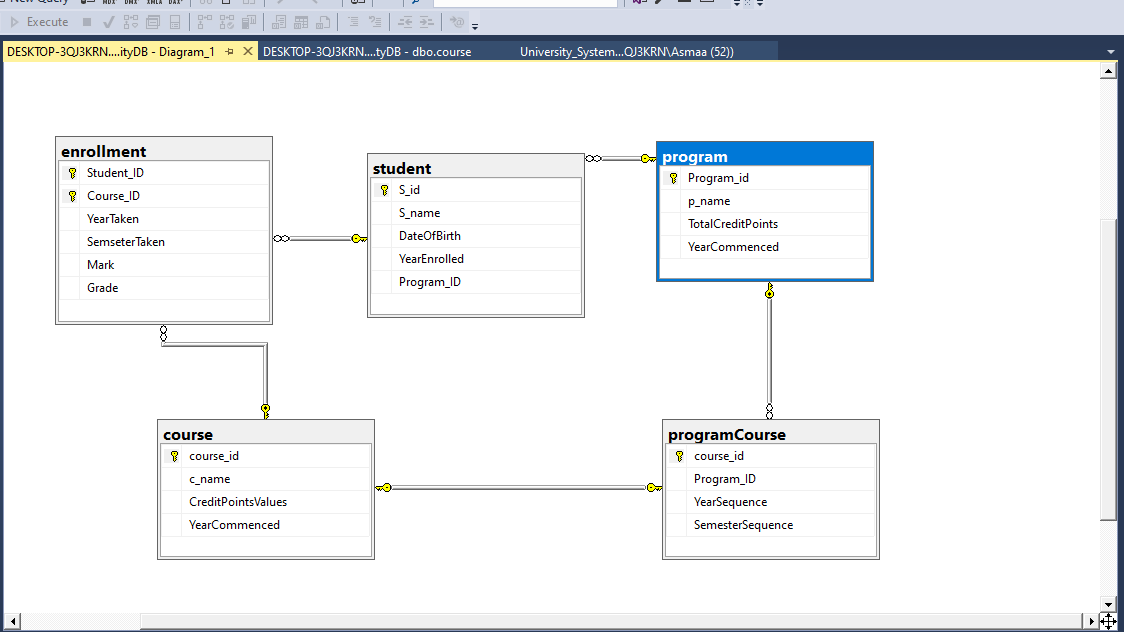 New Query
MDX DMX XMLA DAX
Execute
DESKTOP-3QJ3KRN....ityDB - Diagram_1
DESKTOP-3QJ3KRN....tyDB - dbo.course
University_System...QJ3KRN\Asmaa (52))
enrollment
Student_ID
Course_ID
YearTaken
SemseterTaken
Mark
Grade
student
S_id
S_name
DateOfBirth
YearEnrolled
Program_ID
program
Program_id
p_name
TotalCreditPoints
YearCommenced
course
course_id
c_name
CreditPointsValues
YearCommenced
programCourse
course_id
Program_ID
YearSequence
SemesterSequence